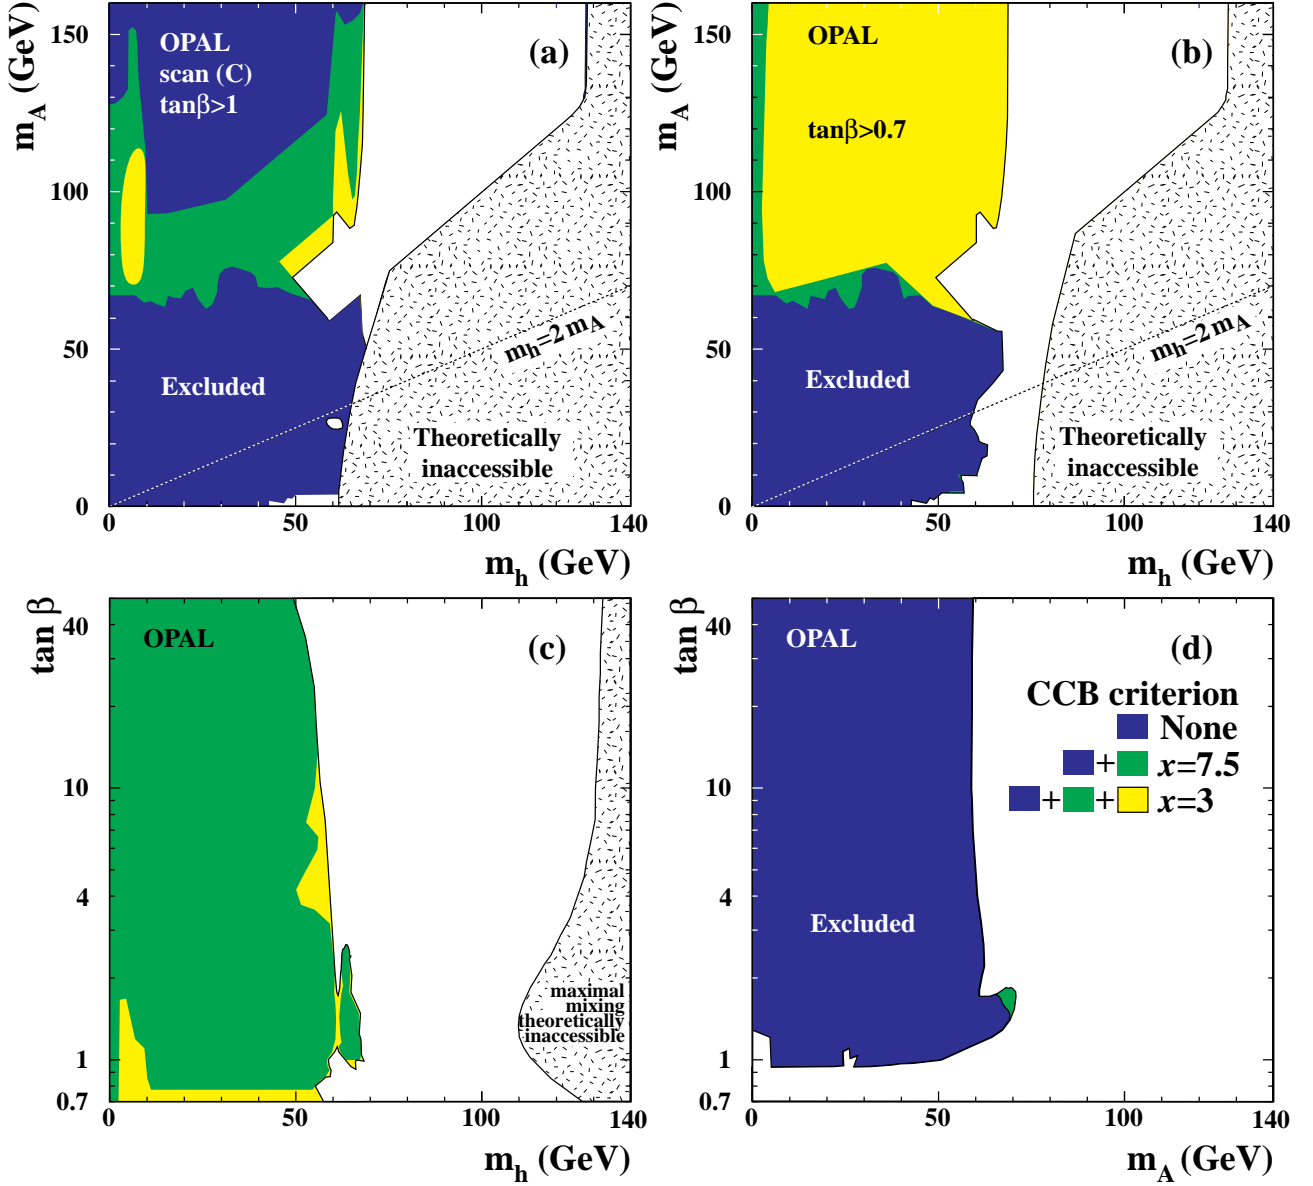 m_A (GeV)
150
100
50
0
OPAL
scan (C)
tanβ>1
(a)
Excluded
m_h=2 m_A
Theoretically
inaccessible
0 50 100 140
m_h (GeV)
m_A (GeV)
150
100
50
0
OPAL
(b)
tanβ>0.7
Excluded
m_h=2 m_A
Theoretically
inaccessible
0 50 100 140
m_h (GeV)
tan β
40
10
4
1
0.7
OPAL
(c)
maximal
mixing
theoretically
inaccessible
0 50 100 140
m_h (GeV)
tan β
40
10
4
1
0.7
OPAL
(d)
CCB criterion
None
+ x=7.5
+ + x=3
Excluded
0 50 100 140
m_A (GeV)